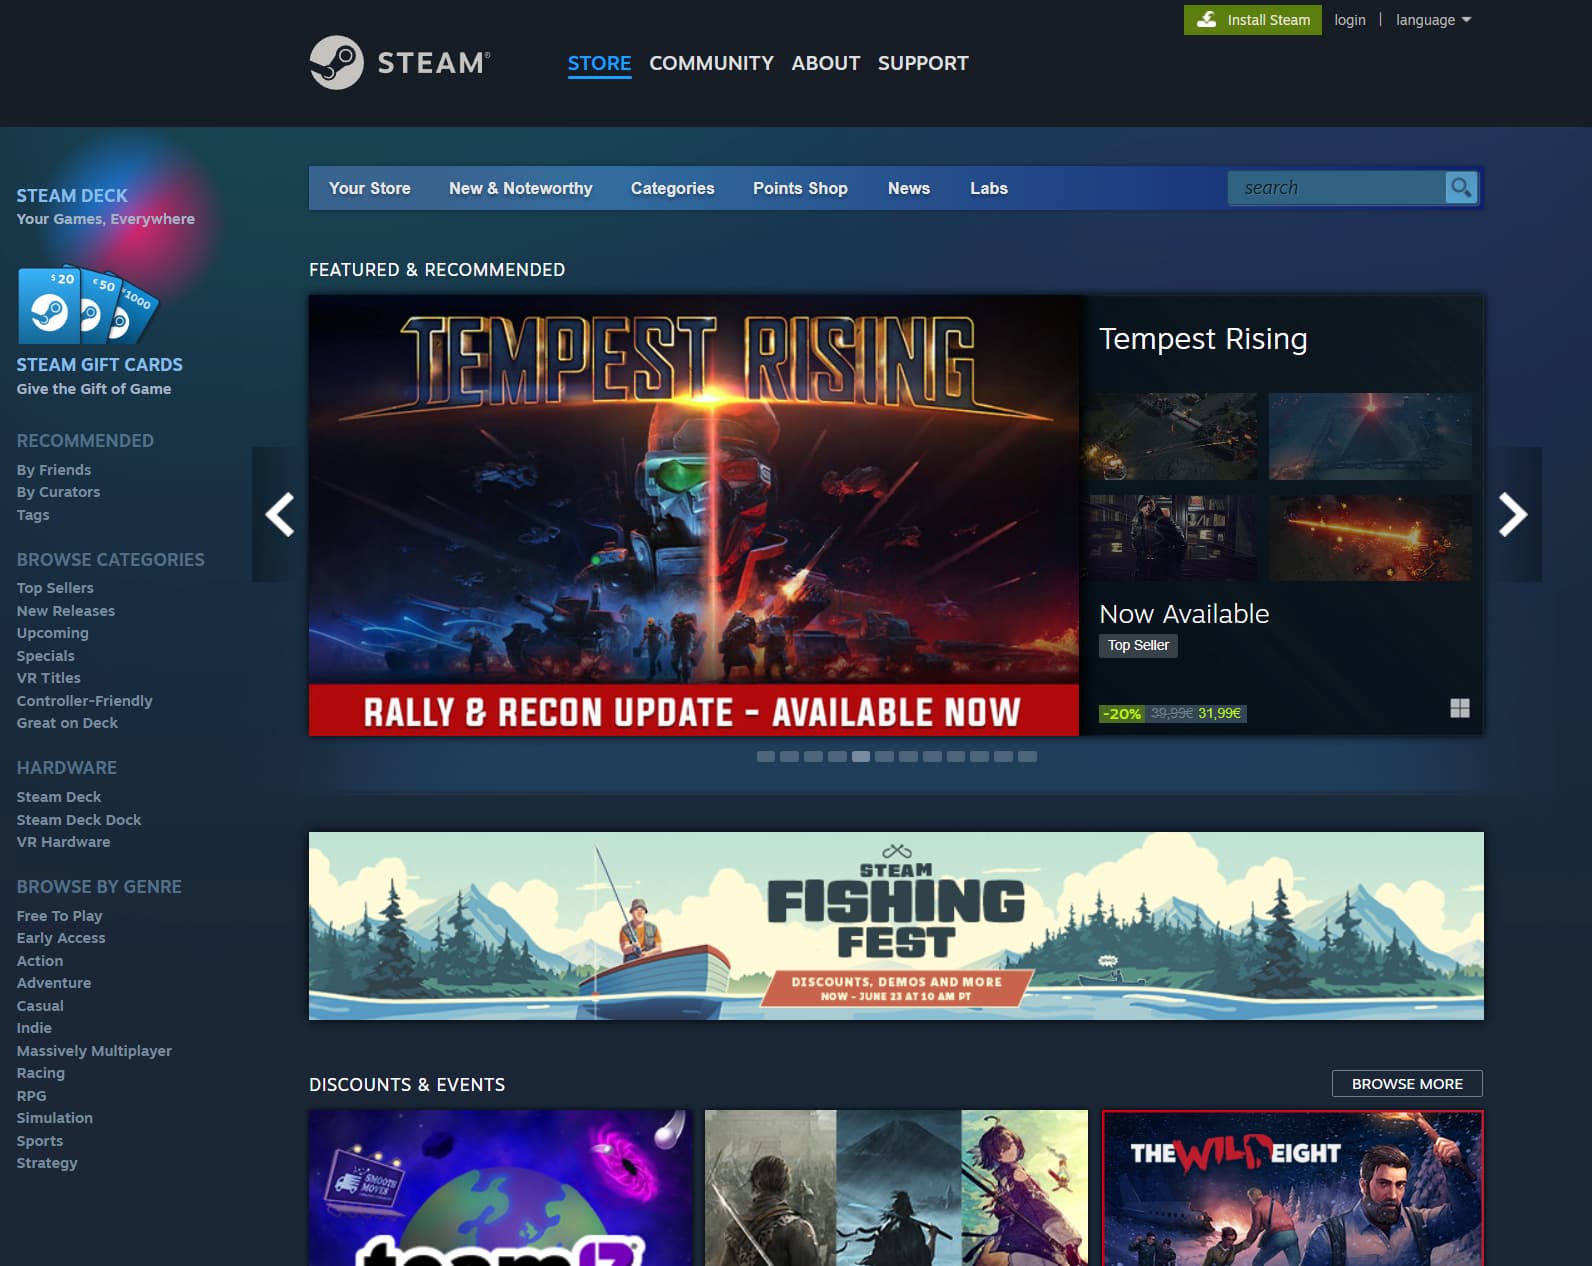 Install Steam
login
language
STEAM®
STORE
COMMUNITY
ABOUT
SUPPORT
STEAM DECK
Your Games, Everywhere
$20
€50
¥1000
STEAM GIFT CARDS
Give the Gift of Game
RECOMMENDED
By Friends
By Curators
Tags
BROWSE CATEGORIES
Top Sellers
New Releases
Upcoming
Specials
VR Titles
Controller-Friendly
Great on Deck
HARDWARE
Steam Deck
Steam Deck Dock
VR Hardware
BROWSE BY GENRE
Free To Play
Early Access
Action
Adventure
Casual
Indie
Massively Multiplayer
Racing
RPG
Simulation
Sports
Strategy
Your Store
New & Noteworthy
Categories
Points Shop
News
Labs
search
FEATURED & RECOMMENDED
TEMPEST RISING
RALLY & RECON UPDATE - AVAILABLE NOW
Tempest Rising
Now Available
Top Seller
-20% 39,99€ 31,99€
STEAM
FISHING
FEST
DISCOUNTS, DEMOS AND MORE
NOW - JUNE 23 AT 10 AM PT
DISCOUNTS & EVENTS
BROWSE MORE
SMOOTH
MOVES
team17
THE WILD EIGHT